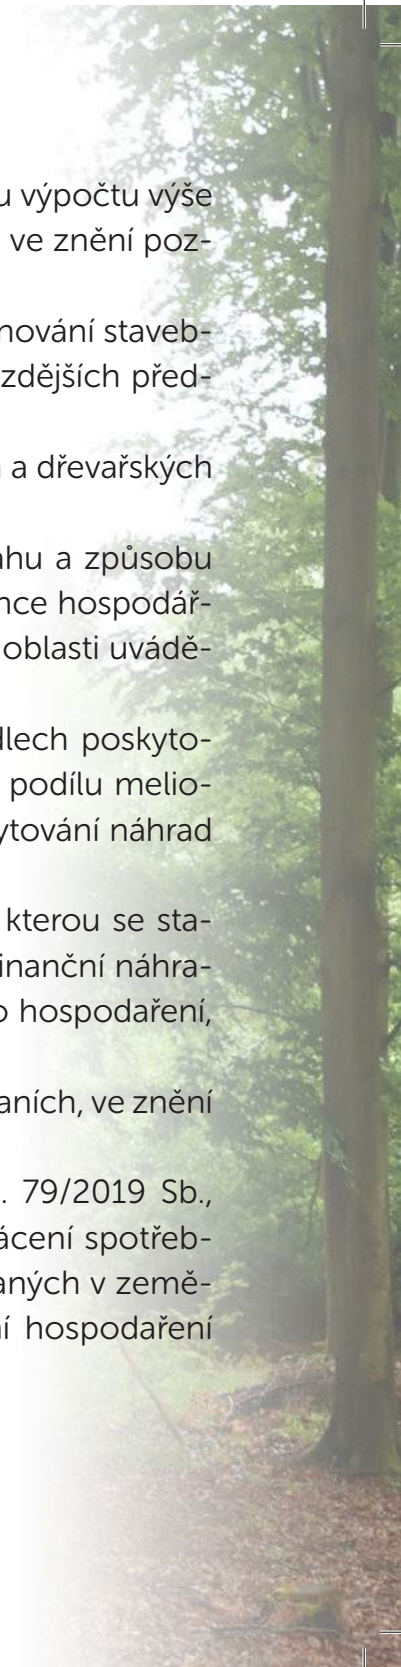 u výpočtu výše
ve znění poz-
nování staveb-
zdějších před-
a dřevařských
ahu a způsobu
nce hospodář-
oblasti uvádě-
dlech poskyto-
podílu melio-
ytování náhrad
kterou se sta-
inanční náhra-
o hospodaření,
aních, ve znění
. 79/2019 Sb.,
ácení spotřeb-
aných v země-
í hospodaření